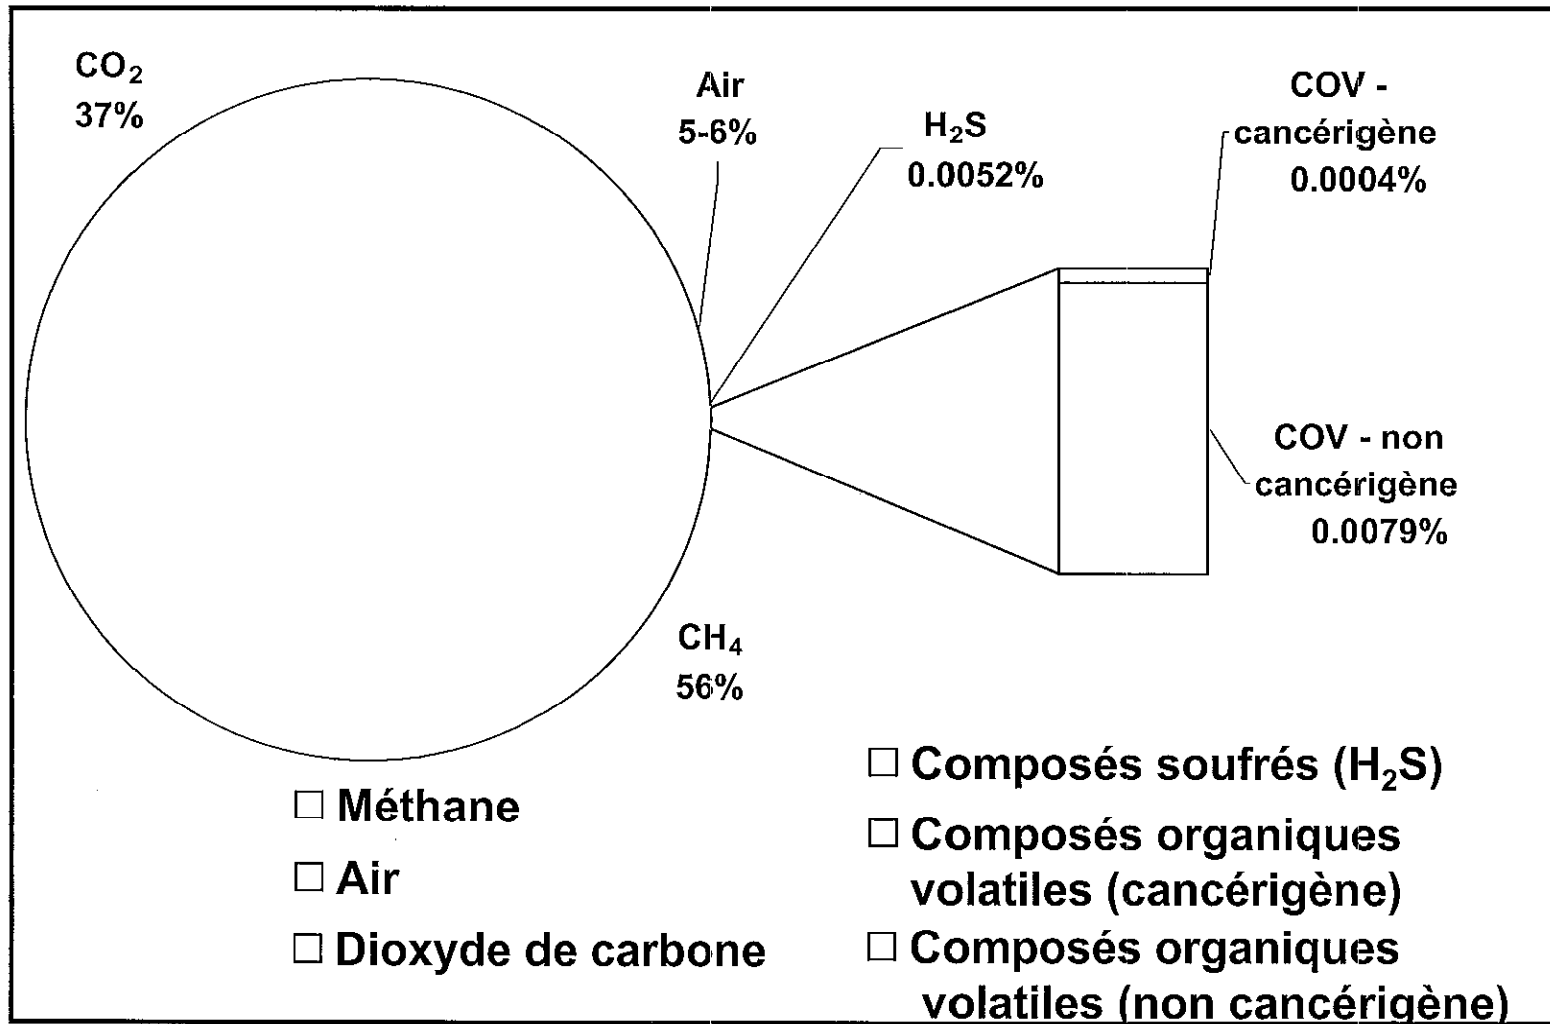 CO₂
37%
Air
5-6%
H₂S
0.0052%
COV -
cancérigène
0.0004%
COV - non
cancérigène
0.0079%
CH₄
56%
□ Méthane
□ Air
□ Dioxyde de carbone
□ Composés soufrés (H₂S)
□ Composés organiques
volatiles (cancérigène)
□ Composés organiques
volatiles (non cancérigène)